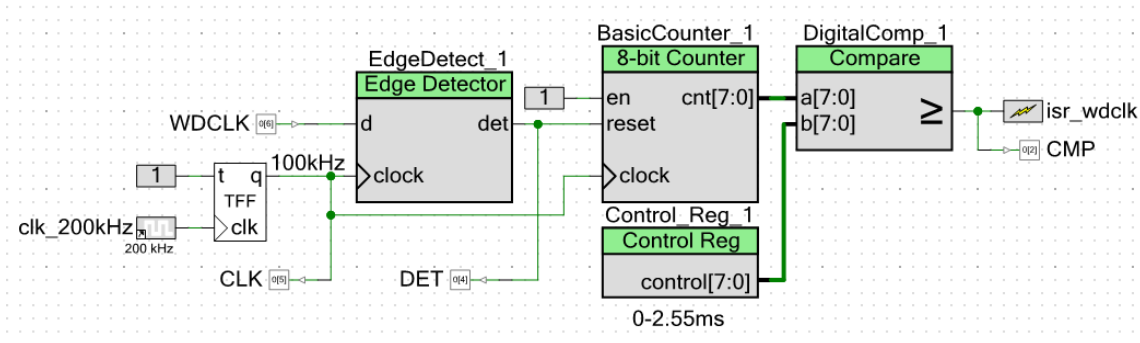 BasicCounter_1
DigitalComp_1
EdgeDetect_1
8-bit Counter
Compare
Edge Detector
1
en
cnt[7:0]
a[7:0]
≥
isr_wdclk
WDCLK
0[6]
d
det
reset
b[7:0]
0[2]
CMP
100kHz
1
t
q
clock
clock
TFF
clk_200kHz
clk
200 kHz
Control_Reg_1
Control Reg
CLK
0[5]
DET
0[4]
control[7:0]
0-2.55ms